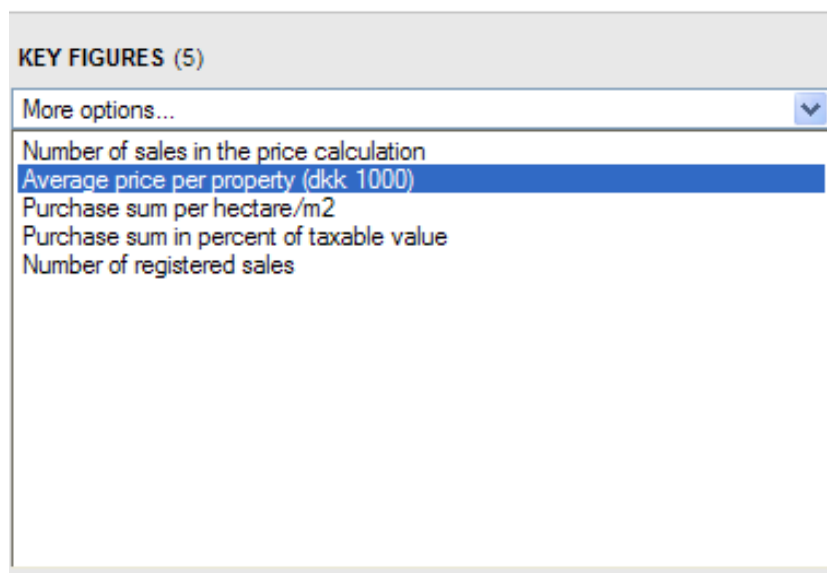 KEY FIGURES (5)
More options...
Number of sales in the price calculation
Average price per property (dkk 1000)
Purchase sum per hectare/m2
Purchase sum in percent of taxable value
Number of registered sales